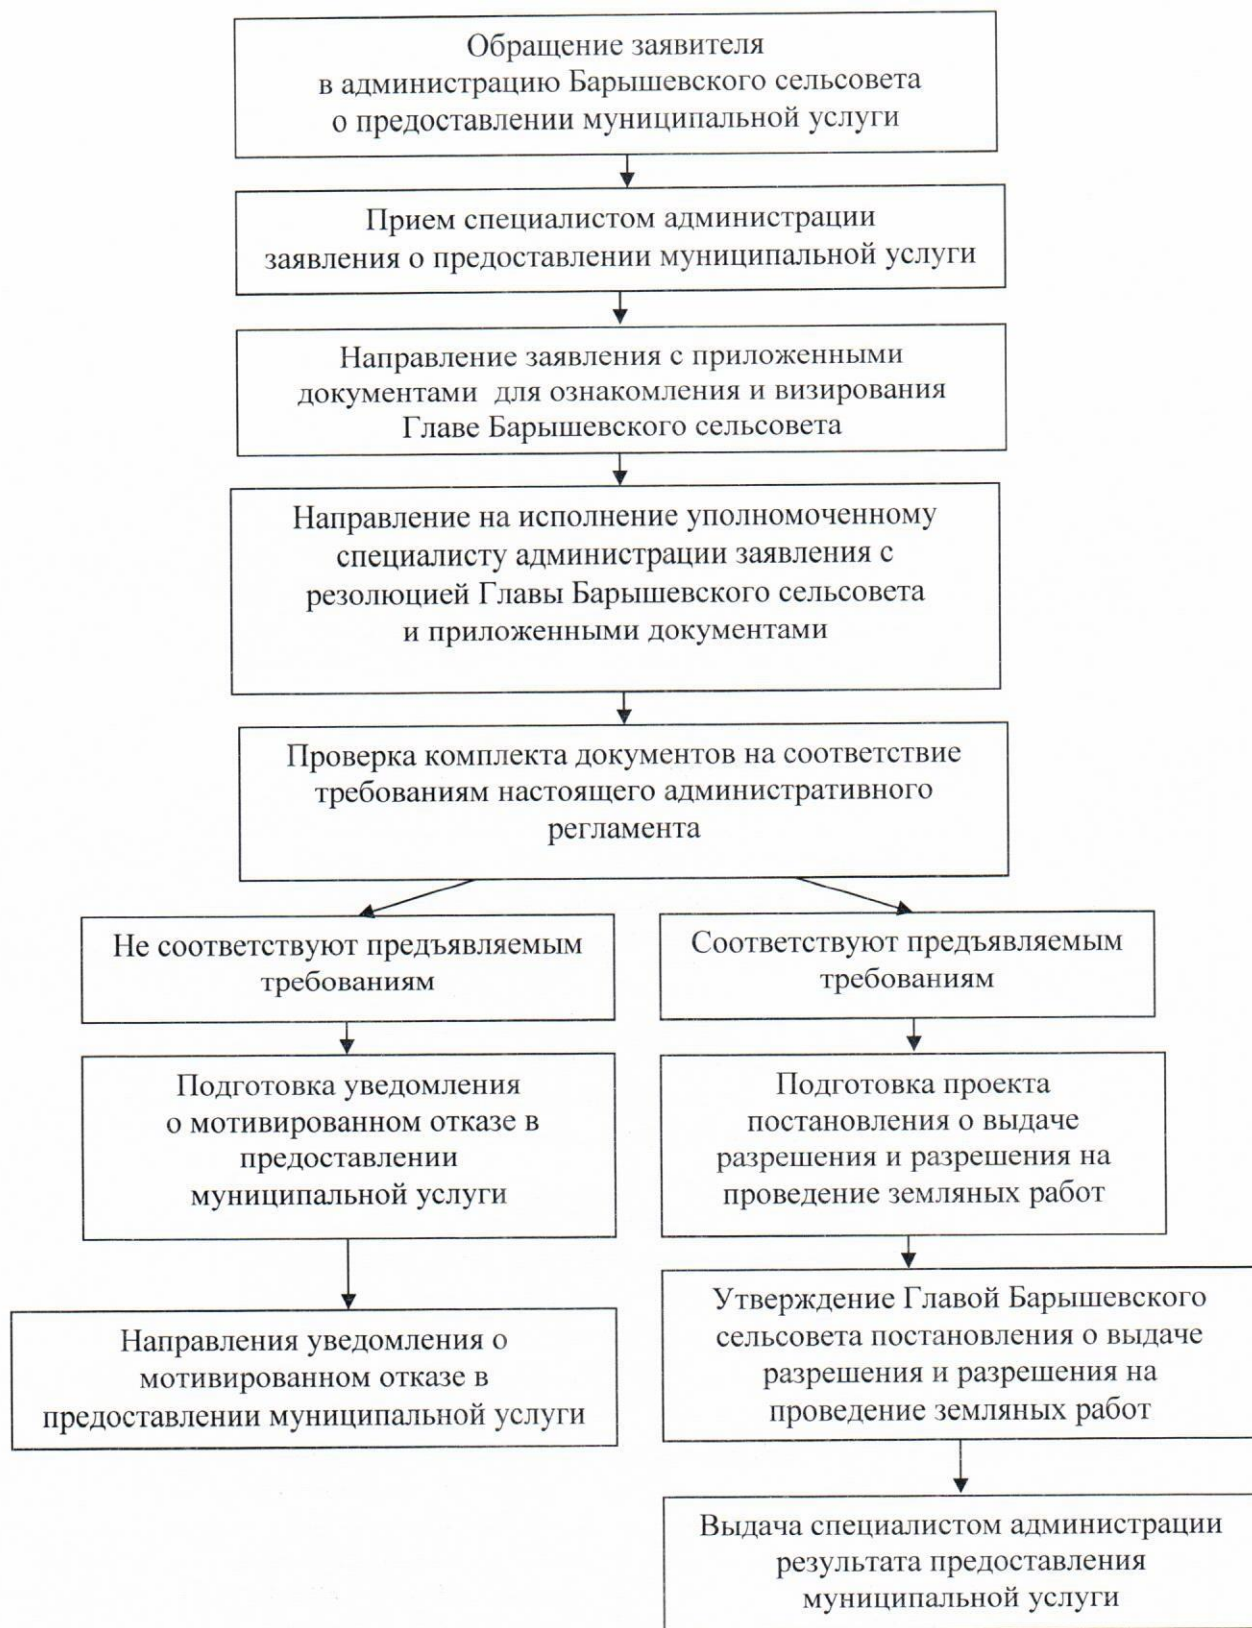 Обращение заявителя
в администрацию Барышевского сельсовета
о предоставлении муниципальной услуги
Прием специалистом администрации
заявления о предоставлении муниципальной услуги
Направление заявления с приложенными
документами для ознакомления и визирования
Главе Барышевского сельсовета
Направление на исполнение уполномоченному
специалисту администрации заявления с
резолюцией Главы Барышевского сельсовета
и приложенными документами
Проверка комплекта документов на соответствие
требованиям настоящего административного
регламента
Не соответствуют предъявляемым
требованиям
Подготовка уведомления
о мотивированном отказе в
предоставлении
муниципальной услуги
Направления уведомления о
мотивированном отказе в
предоставлении муниципальной услуги
Соответствуют предъявляемым
требованиям
Подготовка проекта
постановления о выдаче
разрешения и разрешения на
проведение земляных работ
Утверждение Главой Барышевского
сельсовета постановления о выдаче
разрешения и разрешения на
проведение земляных работ
Выдача специалистом администрации
результата предоставления
муниципальной услуги